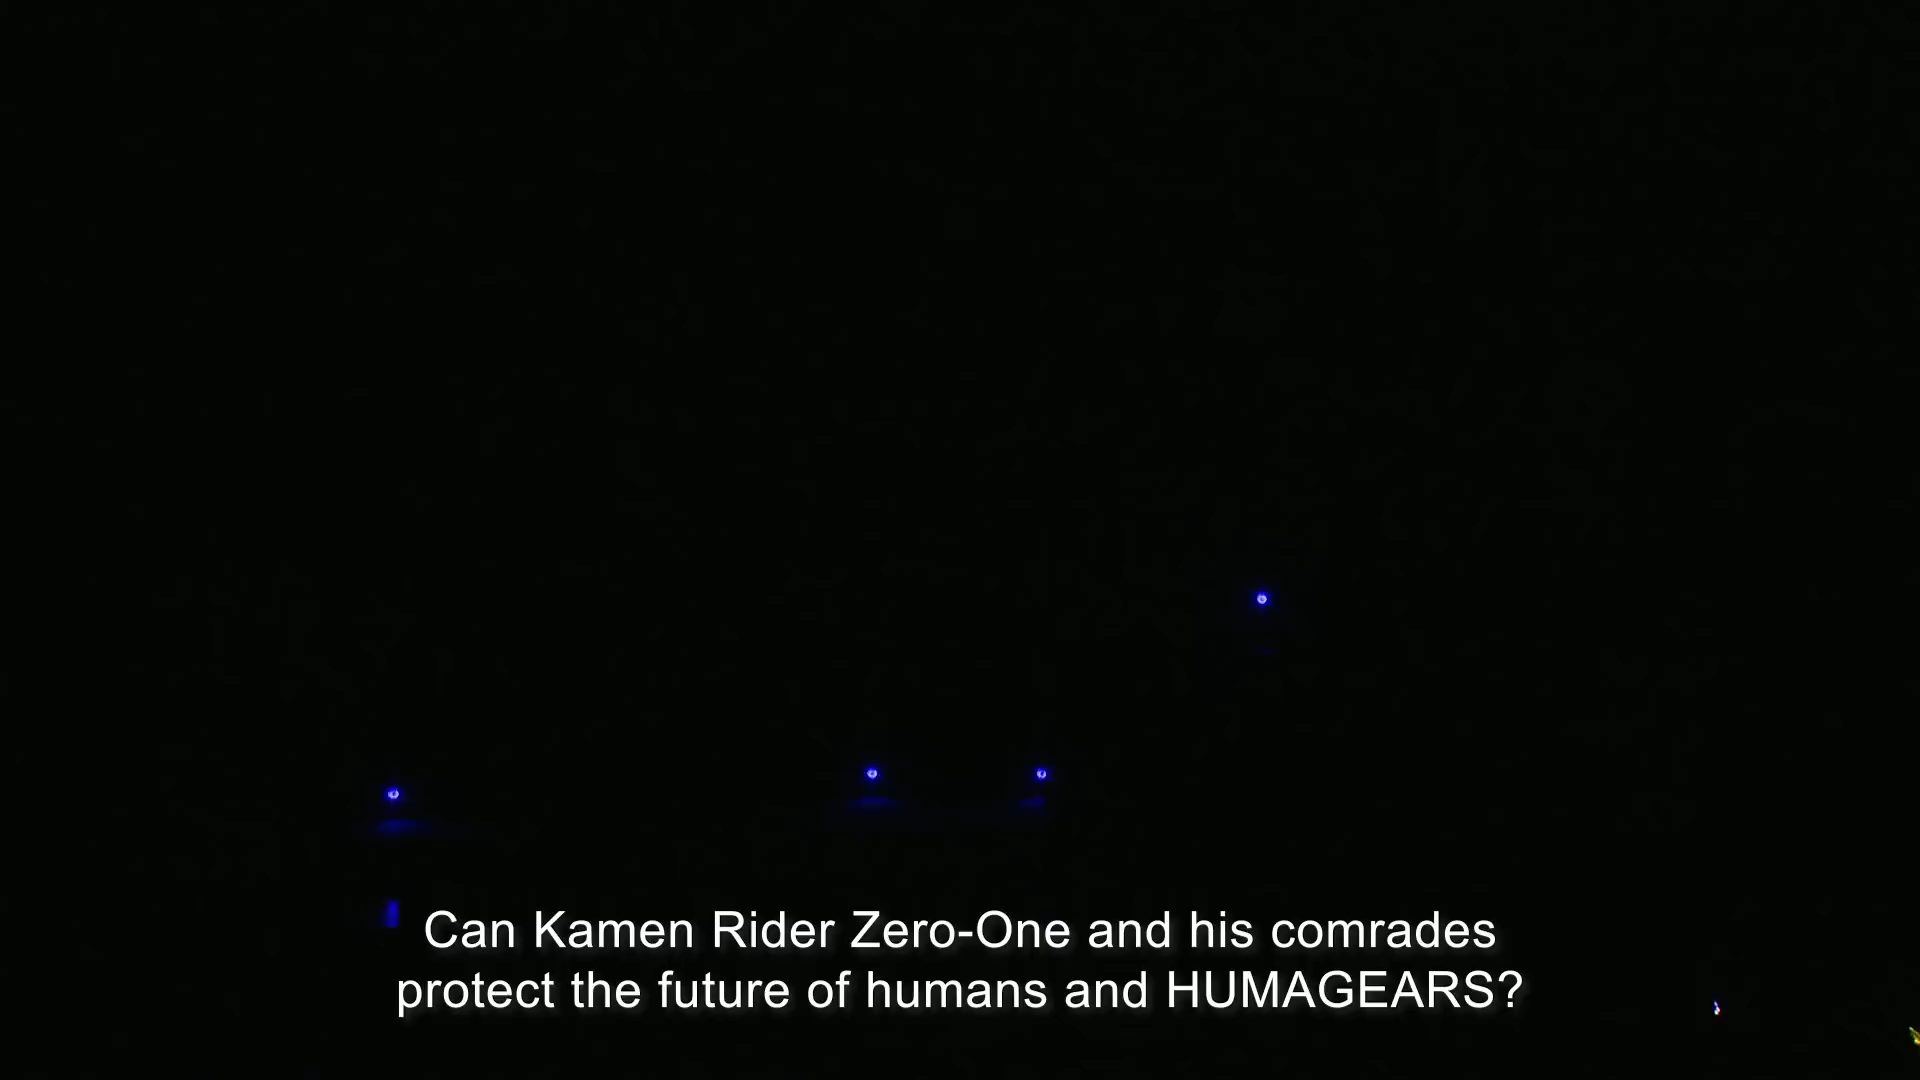 Can Kamen Rider Zero-One and his comrades
protect the future of humans and HUMAGEARS?